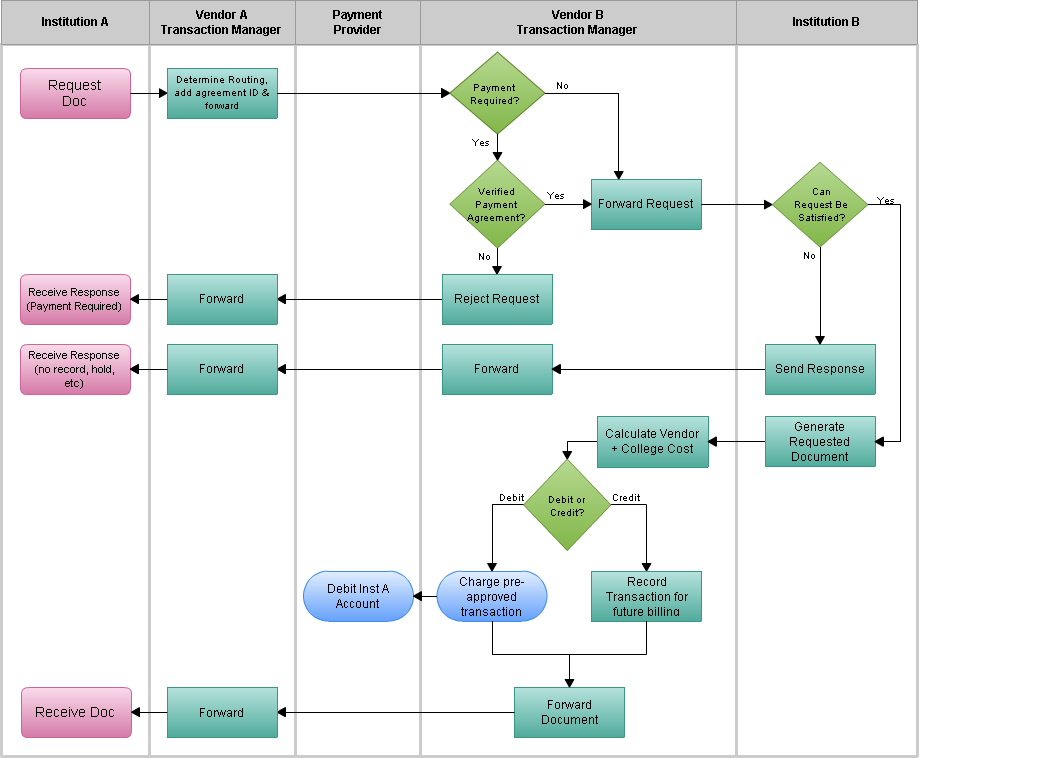 Institution A
Vendor A
Transaction Manager
Payment
Provider
Vendor B
Transaction Manager
Institution B
Request
Doc
Determine Routing,
add agreement ID &
forward
Payment
Required?
No
Yes
Verified
Payment
Agreement?
Yes
No
Forward Request
Can
Request Be
Satisfied?
Yes
No
Receive Response
(Payment Required)
Forward
Reject Request
Receive Response
(no record, hold,
etc)
Forward
Forward
Send Response
Calculate Vendor
+ College Cost
Generate
Requested
Document
Debit
Debit or
Credit?
Credit
Debit Inst A
Account
Charge pre-
approved
transaction
Record
Transaction for
future billing
Receive Doc
Forward
Forward
Document